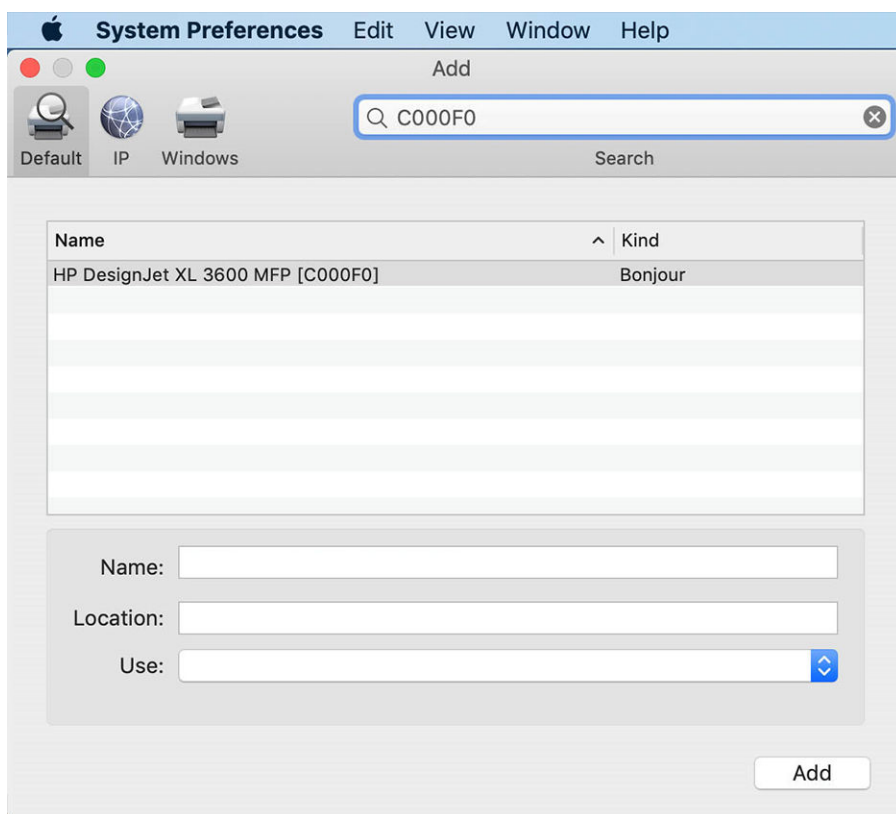 System Preferences Edit View Window Help
Add
C000F0
Default IP Windows Search
Name Kind
HP DesignJet XL 3600 MFP [C000F0] Bonjour
Name:
Location:
Use:
Add